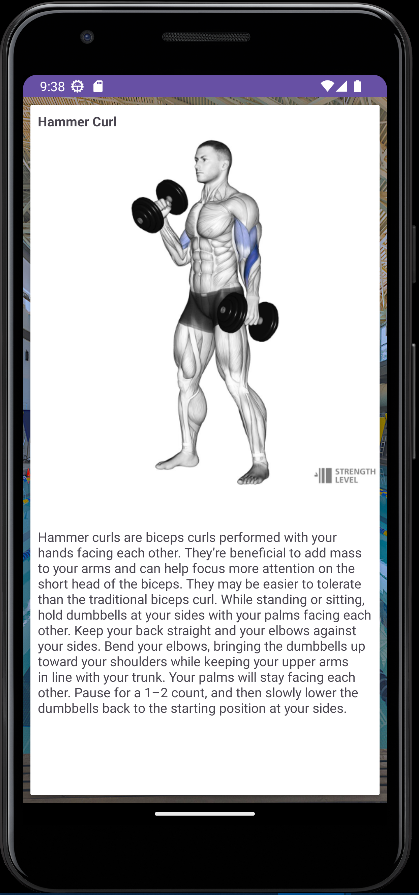 9:38
Hammer Curl
STRENGTH
LEVEL
Hammer curls are biceps curls performed with your
hands facing each other. They're beneficial to add mass
to your arms and can help focus more attention on the
short head of the biceps. They may be easier to tolerate
than the traditional biceps curl. While standing or sitting,
hold dumbbells at your sides with your palms facing each
other. Keep your back straight and your elbows against
your sides. Bend your elbows, bringing the dumbbells up
toward your shoulders while keeping your upper arms
in line with your trunk. Your palms will stay facing each
other. Pause for a 1–2 count, and then slowly lower the
dumbbells back to the starting position at your sides.